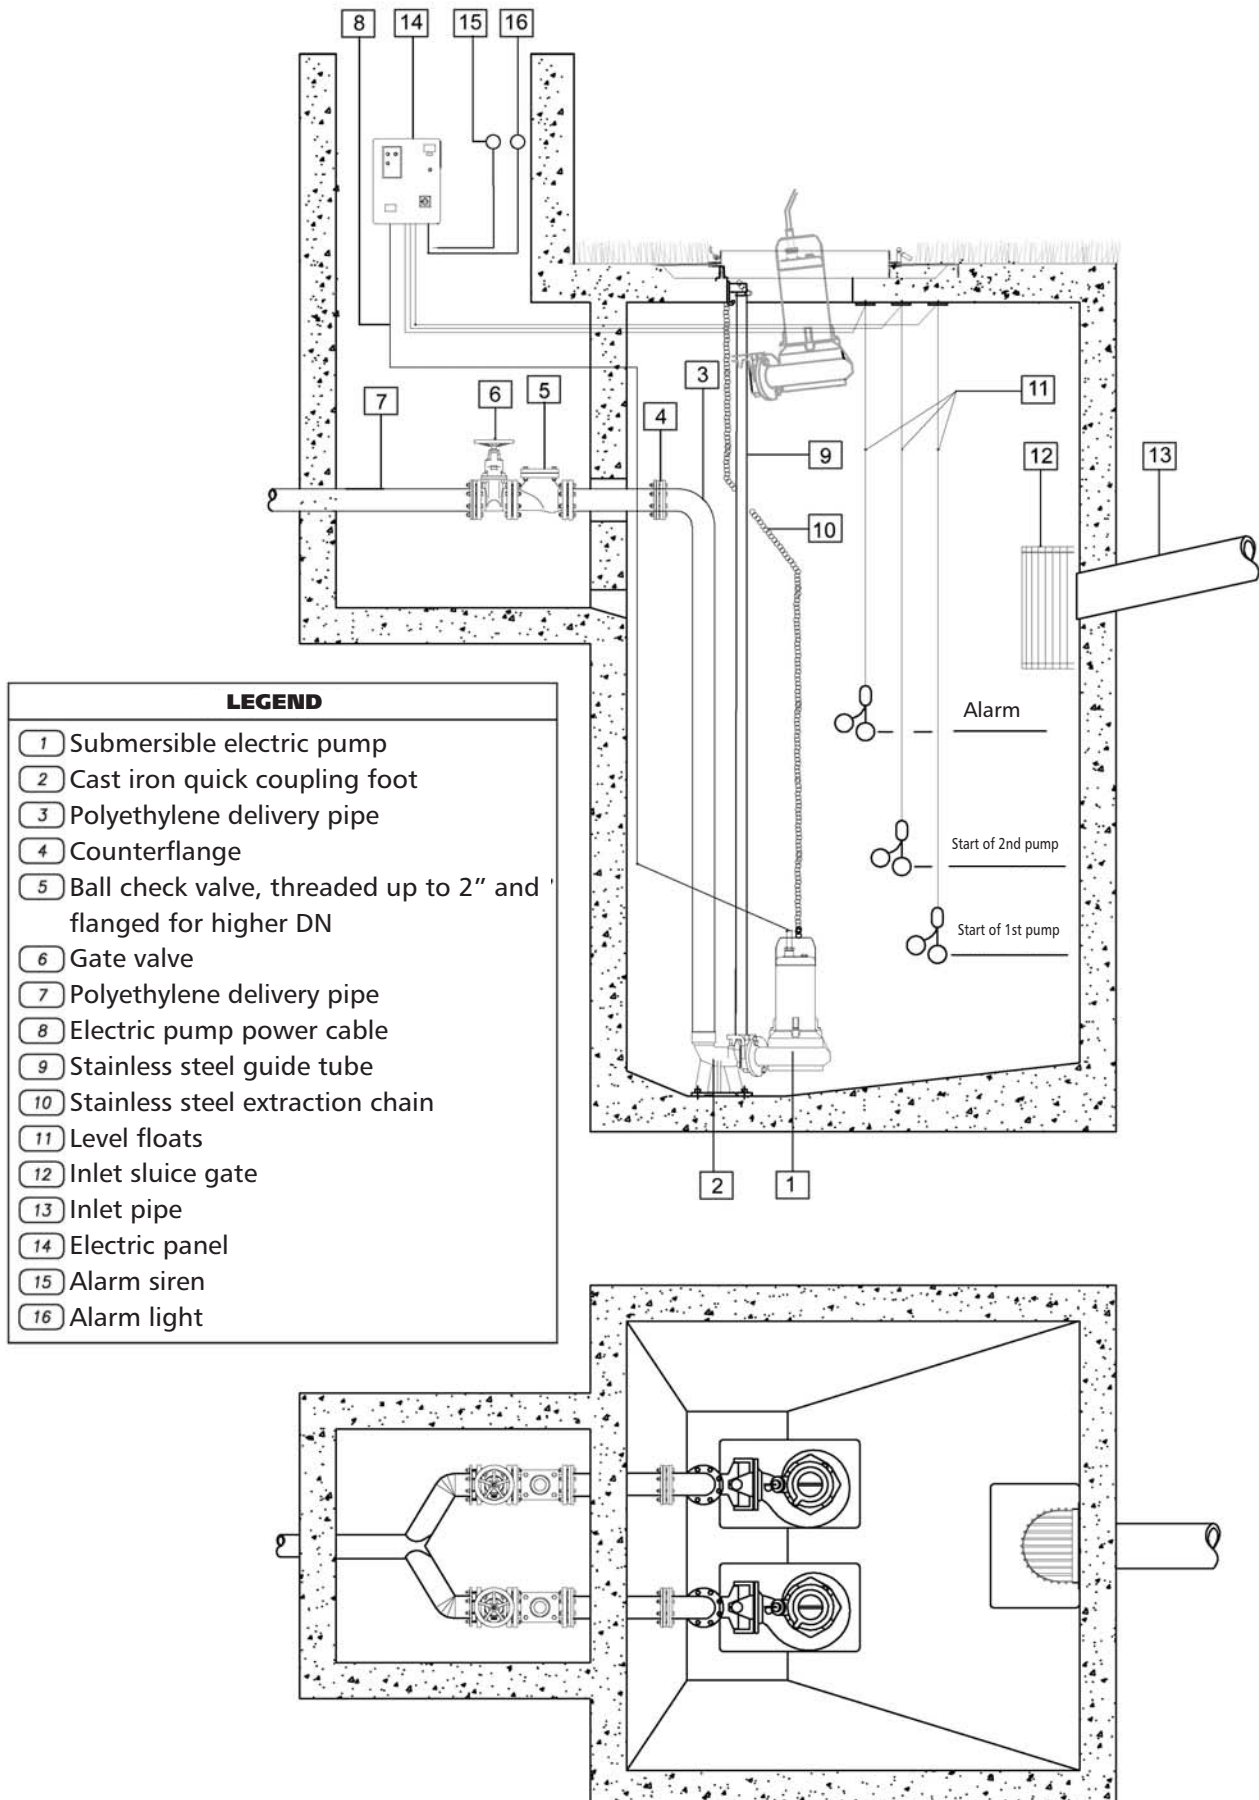 8 14 15 16
3
6 5
7
4
11
9
12 13
10
Alarm
Start of 2nd pump
Start of 1st pump
2 1
LEGEND
1 Submersible electric pump
2 Cast iron quick coupling foot
3 Polyethylene delivery pipe
4 Counterflange
5 Ball check valve, threaded up to 2” and
flanged for higher DN
6 Gate valve
7 Polyethylene delivery pipe
8 Electric pump power cable
9 Stainless steel guide tube
10 Stainless steel extraction chain
11 Level floats
12 Inlet sluice gate
13 Inlet pipe
14 Electric panel
15 Alarm siren
16 Alarm light